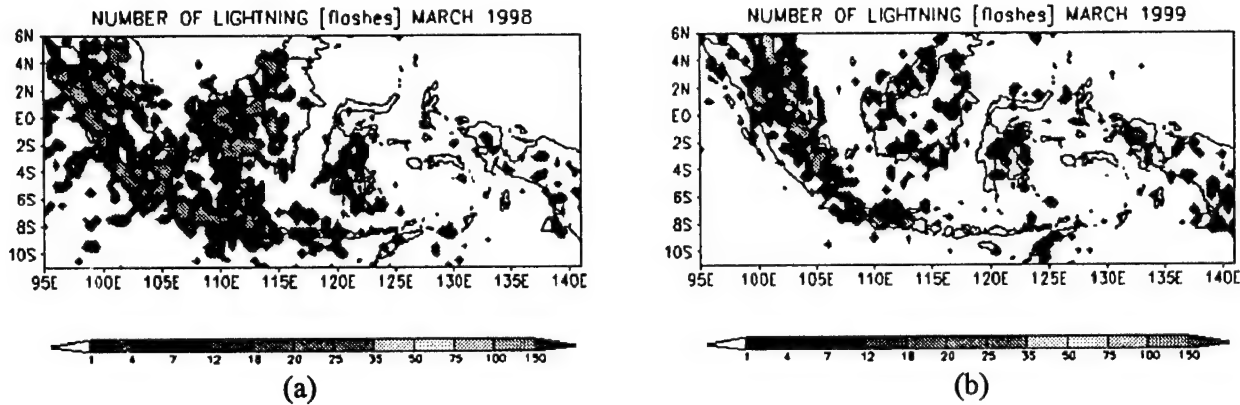 NUMBER OF LIGHTNING [flashes] MARCH 1998
6N
4N
2N
EQ
2S
4S
6S
8S
10S
95E 100E 105E 110E 115E 120E 125E 130E 135E 140E
1 4 7 12 18 20 25 35 50 75 100 150
(a)
NUMBER OF LIGHTNING [flashes] MARCH 1999
6N
4N
2N
EQ
2S
4S
6S
8S
10S
95E 100E 105E 110E 115E 120E 125E 130E 135E 140E
1 4 7 12 18 20 25 35 50 75 100 150
(b)